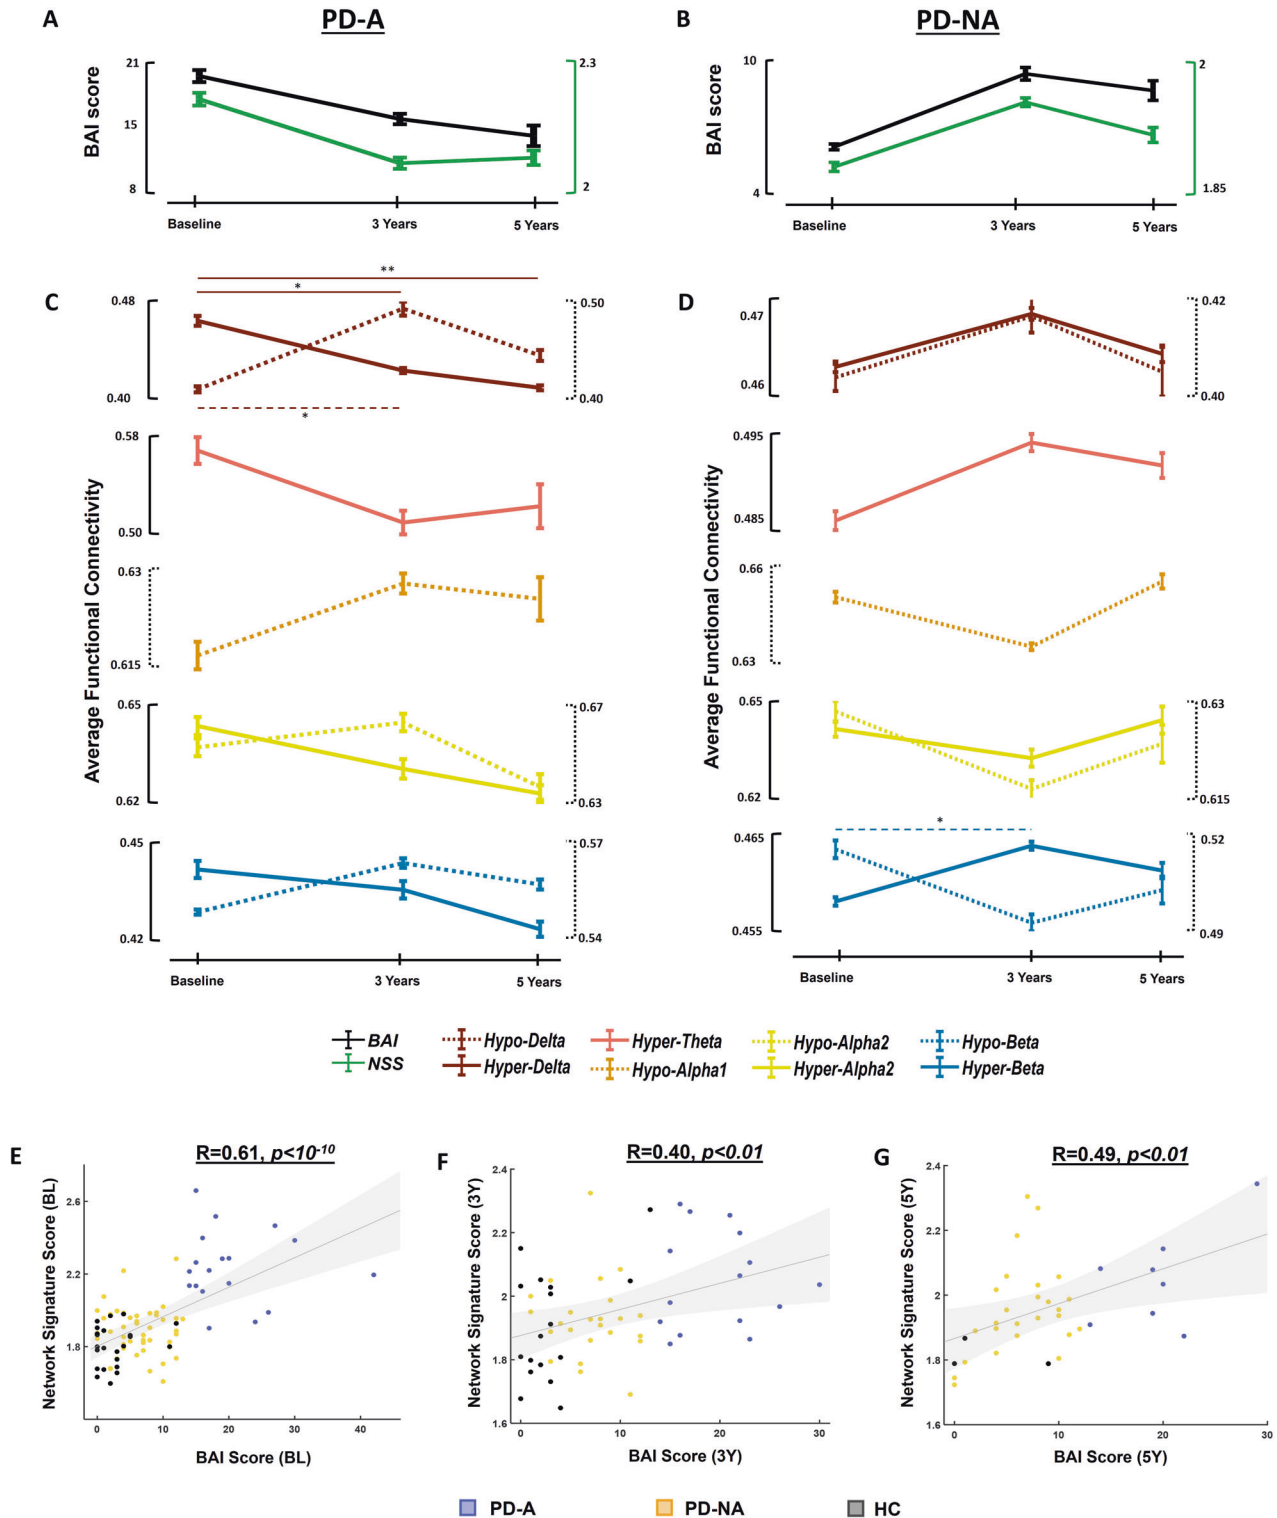 A
PD-A
B
PD-NA
21
15
8
BAI score
2.3
2
Baseline
3 Years
5 Years
10
4
BAI score
2
1.85
Baseline
3 Years
5 Years
C
**
*
*
0.48
0.40
0.50
0.40
0.58
0.50
0.63
0.615
0.65
0.62
0.67
0.63
0.45
0.42
0.57
0.54
Average Functional Connectivity
Baseline
3 Years
5 Years
D
0.47
0.46
0.42
0.40
0.495
0.485
0.66
0.63
0.65
0.62
0.63
0.615
*
0.465
0.455
0.52
0.49
Average Functional Connectivity
Baseline
3 Years
5 Years
BAI
NSS
Hypo-Delta
Hyper-Delta
Hyper-Theta
Hypo-Alpha1
Hypo-Alpha2
Hyper-Alpha2
Hypo-Beta
Hyper-Beta
E
R=0.61, p<10-10
Network Signature Score (BL)
2.6
2.2
1.8
0
10
20
30
40
BAI Score (BL)
F
R=0.40, p<0.01
Network Signature Score (3Y)
2.4
2.2
2
1.8
1.6
0
10
20
30
BAI Score (3Y)
G
R=0.49, p<0.01
Network Signature Score (5Y)
2.4
2.2
2
1.8
1.6
0
10
20
30
BAI Score (5Y)
PD-A
PD-NA
HC